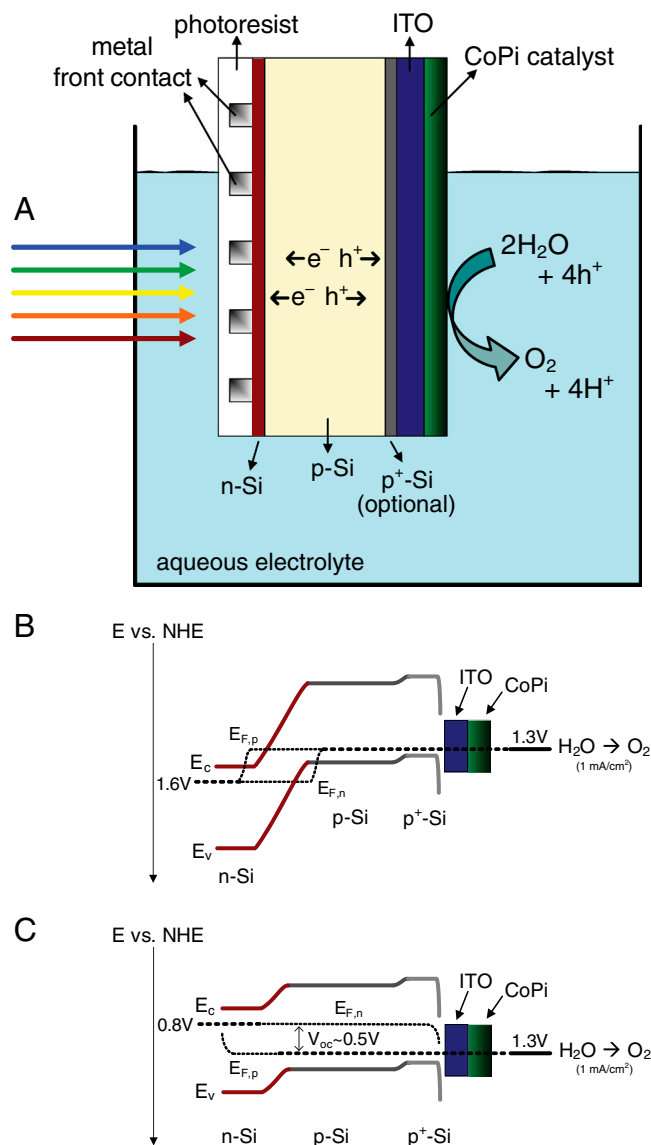 photoresist
ITO
metal
front contact
CoPi catalyst
A
2H₂O
+ 4h⁺
e⁻ h⁺
e⁻ h⁺
O₂
+ 4H⁺
n-Si
p-Si
p⁺-Si
(optional)
aqueous electrolyte
B
E vs. NHE
ITO
CoPi
E_F,p
1.3V
H₂O → O₂
(1 mA/cm²)
E_c
1.6V
E_F,n
p-Si
p⁺-Si
E_v
n-Si
C
E vs. NHE
ITO
CoPi
E_c
E_F,n
0.8V
V_oc~0.5V
1.3V
H₂O → O₂
(1 mA/cm²)
E_F,p
E_v
n-Si
p-Si
p⁺-Si